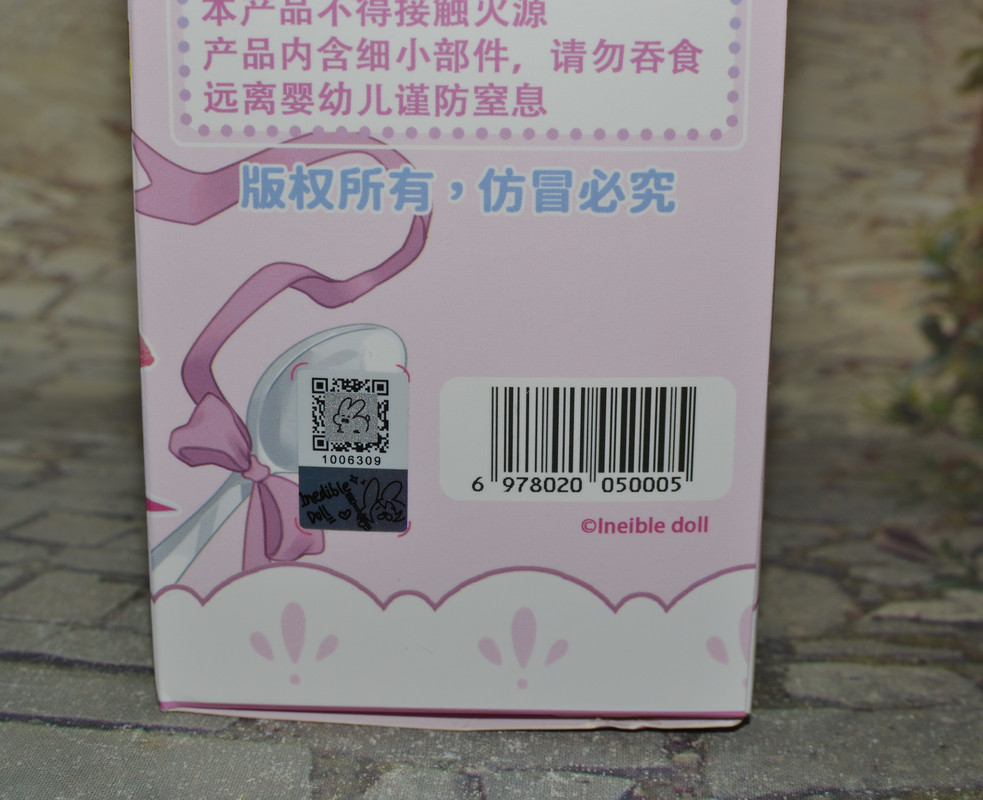 本产品不得接触火源
产品内含细小部件，请勿吞食
远离婴幼儿谨防窒息
版权所有，仿冒必究
1006309
Inedible
Doll
6 978020 050005
©Ineible doll